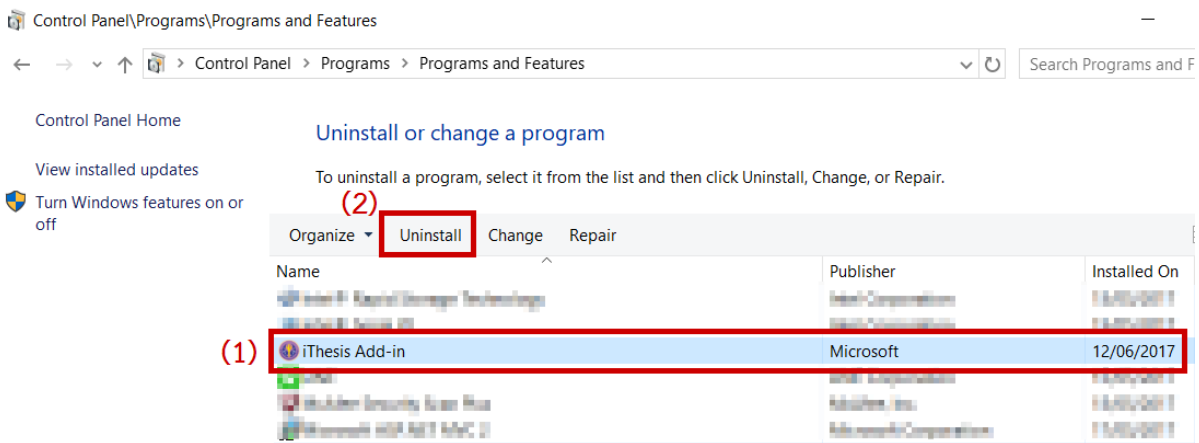 Control Panel\Programs\Programs and Features
Control Panel > Programs > Programs and Features
Search Programs and F
Control Panel Home
View installed updates
Turn Windows features on or
off
Uninstall or change a program
To uninstall a program, select it from the list and then click Uninstall, Change, or Repair.
(2)
Organize Uninstall Change Repair
Name Publisher Installed On
(1) iThesis Add-in Microsoft 12/06/2017